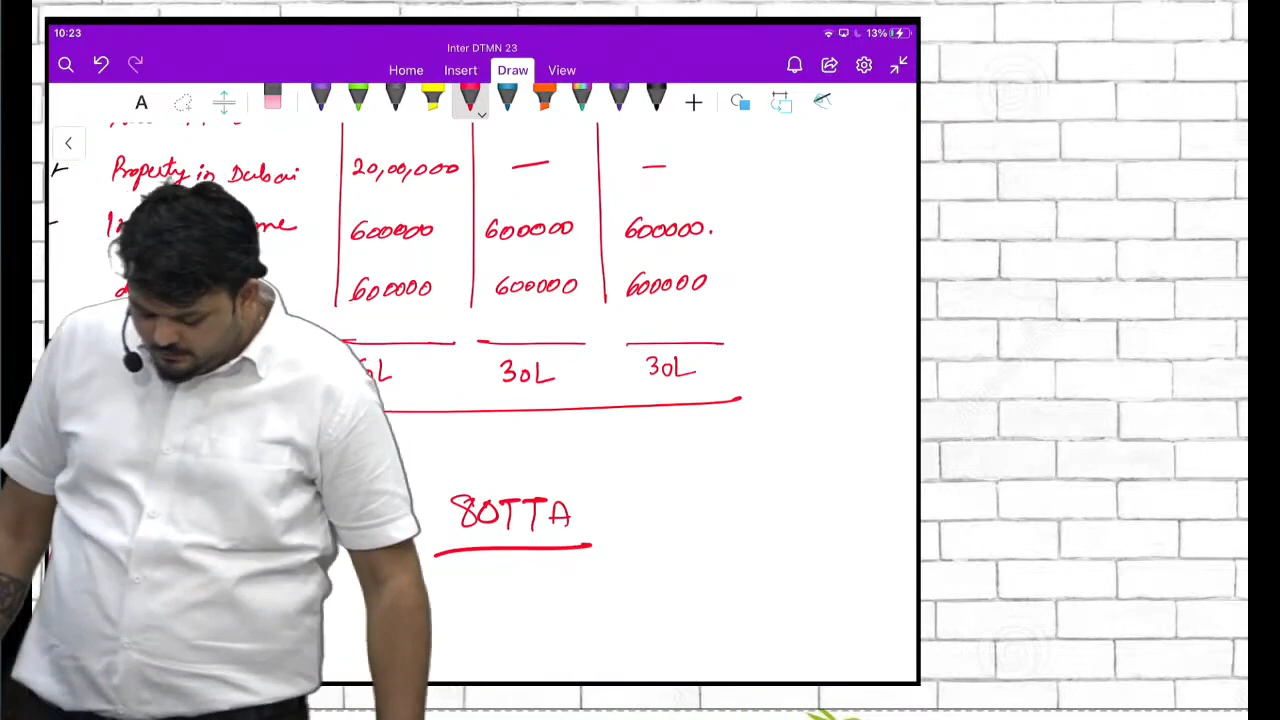 10:23
13%
Inter DTMN 23
Home Insert Draw View
A
Property in Dubai 20,00,000 — —
600000 600000 600000.
600000 600000 600000
30L 30L
80TTA